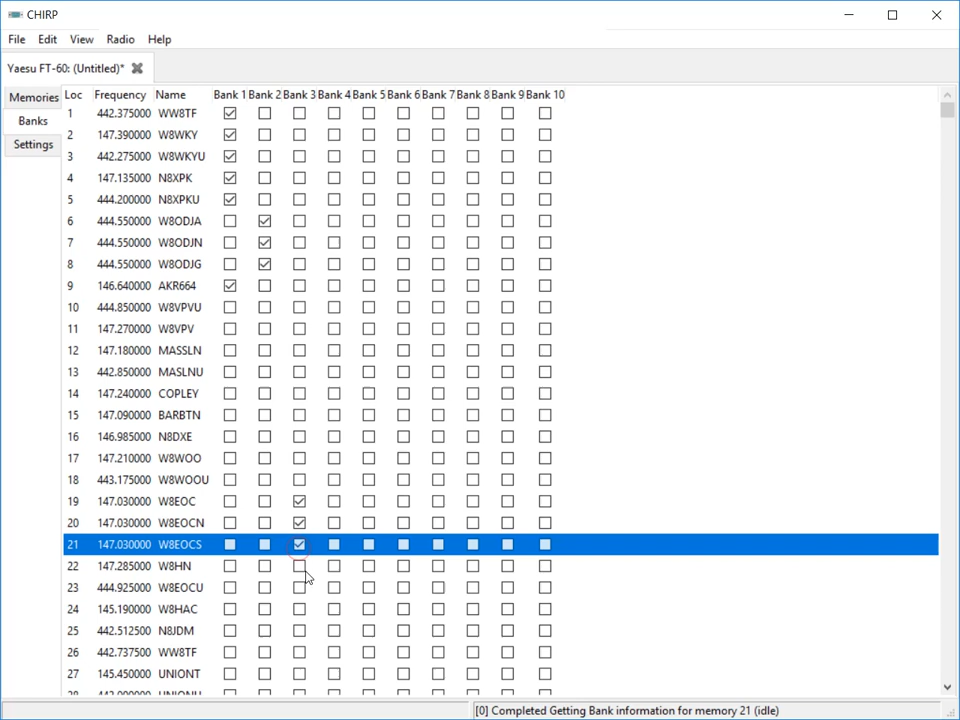 CHIRP
File Edit View Radio Help
Yaesu FT-60: (Untitled)*
Memories
Banks
Settings
Loc Frequency Name Bank 1 Bank 2 Bank 3 Bank 4 Bank 5 Bank 6 Bank 7 Bank 8 Bank 9 Bank 10
1 442.375000 WW8TF
2 147.390000 W8WKY
3 442.275000 W8WKYU
4 147.135000 N8XPK
5 444.200000 N8XPKU
6 444.550000 W8ODJA
7 444.550000 W8ODJN
8 444.550000 W8ODJG
9 146.640000 AKR664
10 444.850000 W8VPVU
11 147.270000 W8VPV
12 147.180000 MASSLN
13 442.850000 MASLNU
14 147.240000 COPLEY
15 147.090000 BARBTN
16 146.985000 N8DXE
17 147.210000 W8WOO
18 443.175000 W8WOOU
19 147.030000 W8EOC
20 147.030000 W8EOCN
21 147.030000 W8EOCS
22 147.285000 W8HN
23 444.925000 W8EOCU
24 145.190000 W8HAC
25 442.512500 N8JDM
26 442.737500 WW8TF
27 145.450000 UNIONT
[0] Completed Getting Bank information for memory 21 (idle)